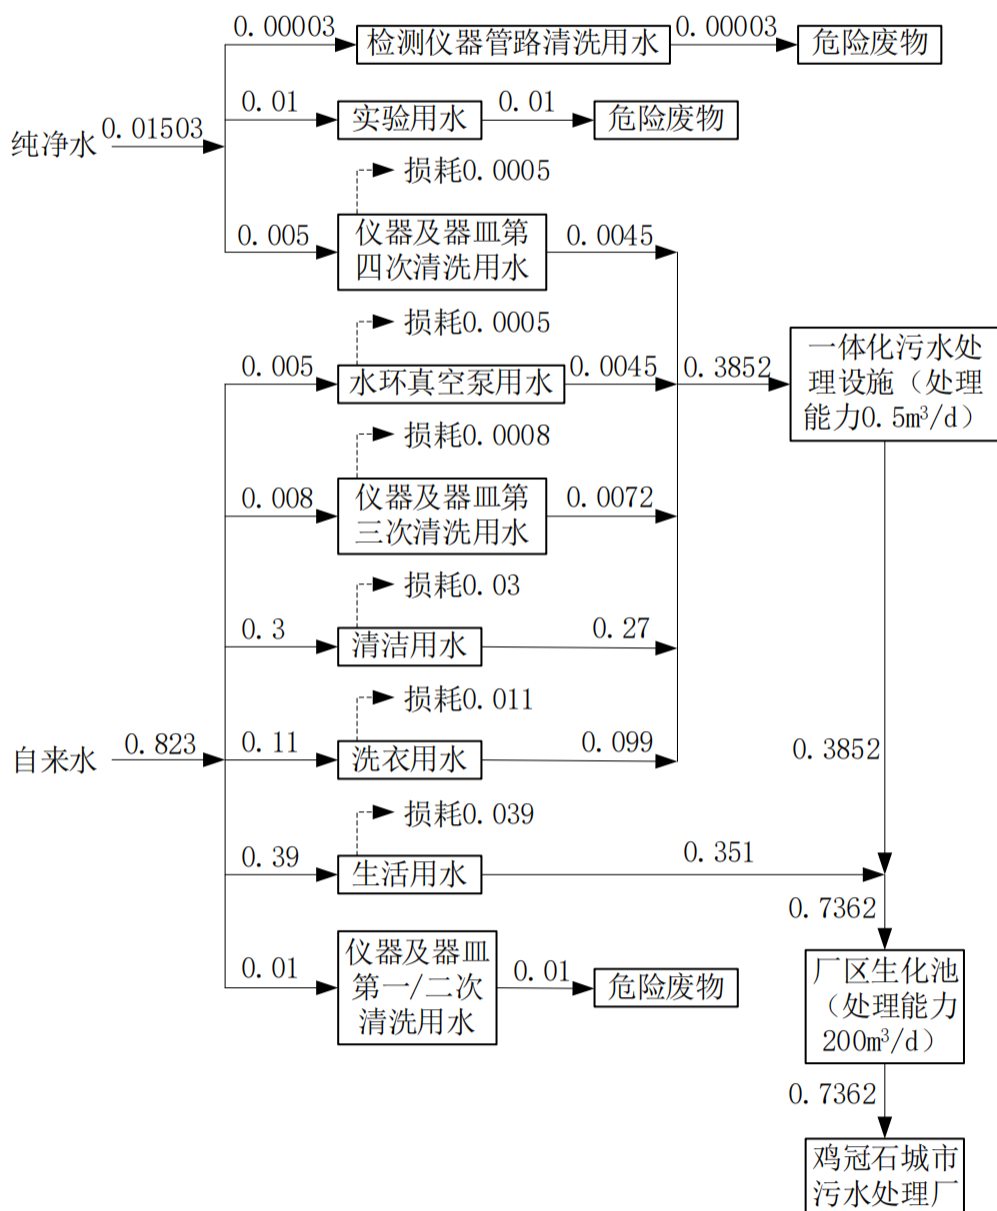 0.00003
检测仪器管路清洗用水
0.00003
危险废物
纯净水
0.01503
0.01
实验用水
0.01
危险废物
损耗0.0005
0.005
仪器及器皿第
四次清洗用水
0.0045
损耗0.0005
0.005
水环真空泵用水
0.0045
0.3852
一体化污水处
理设施（处理
能力0.5m³/d）
损耗0.0008
0.008
仪器及器皿第
三次清洗用水
0.0072
损耗0.03
0.3
清洁用水
0.27
损耗0.011
自来水
0.823
0.11
洗衣用水
0.099
0.3852
损耗0.039
0.39
生活用水
0.351
0.7362
0.01
仪器及器皿
第一/二次
清洗用水
0.01
危险废物
厂区生化池
（处理能力
200m³/d）
0.7362
鸡冠石城市
污水处理厂